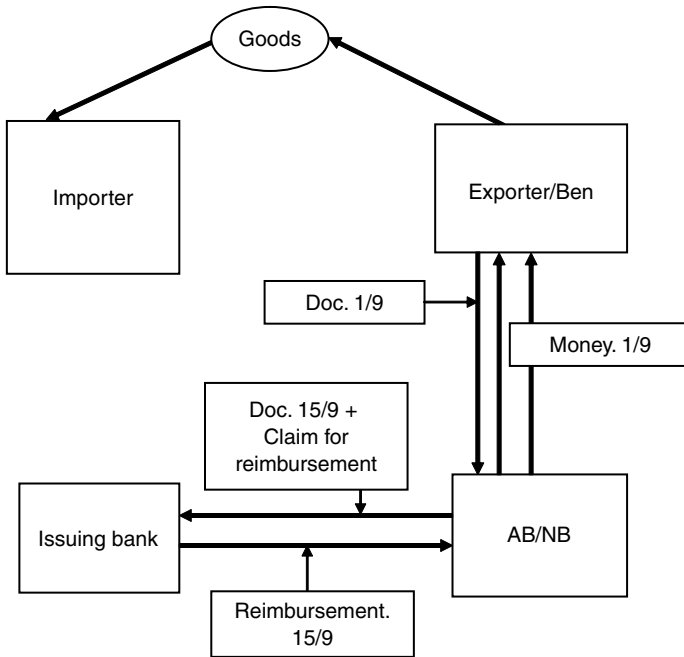 Goods
Importer
Exporter/Ben
Doc. 1/9
Money. 1/9
Doc. 15/9 +
Claim for
reimbursement
Issuing bank
AB/NB
Reimbursement.
15/9